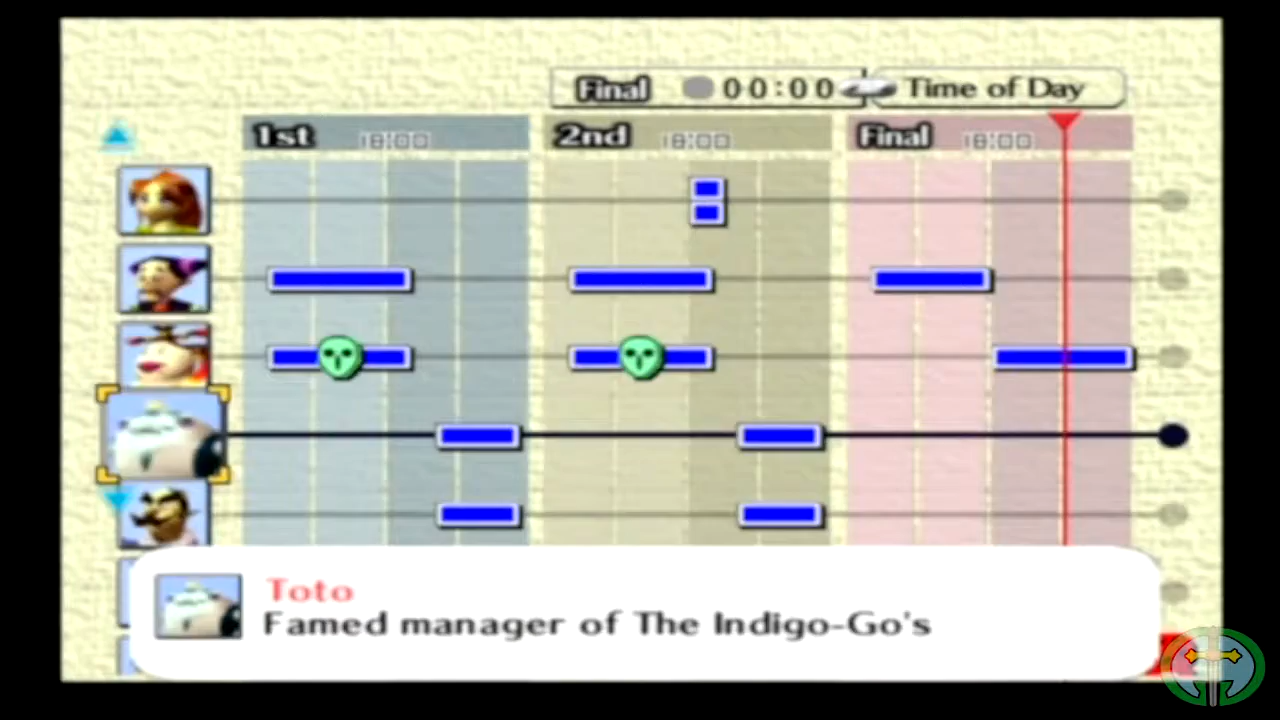 Final 00:00 Time of Day
1st 18:00 2nd 18:00 Final 18:00
Toto
Famed manager of The Indigo-Go's